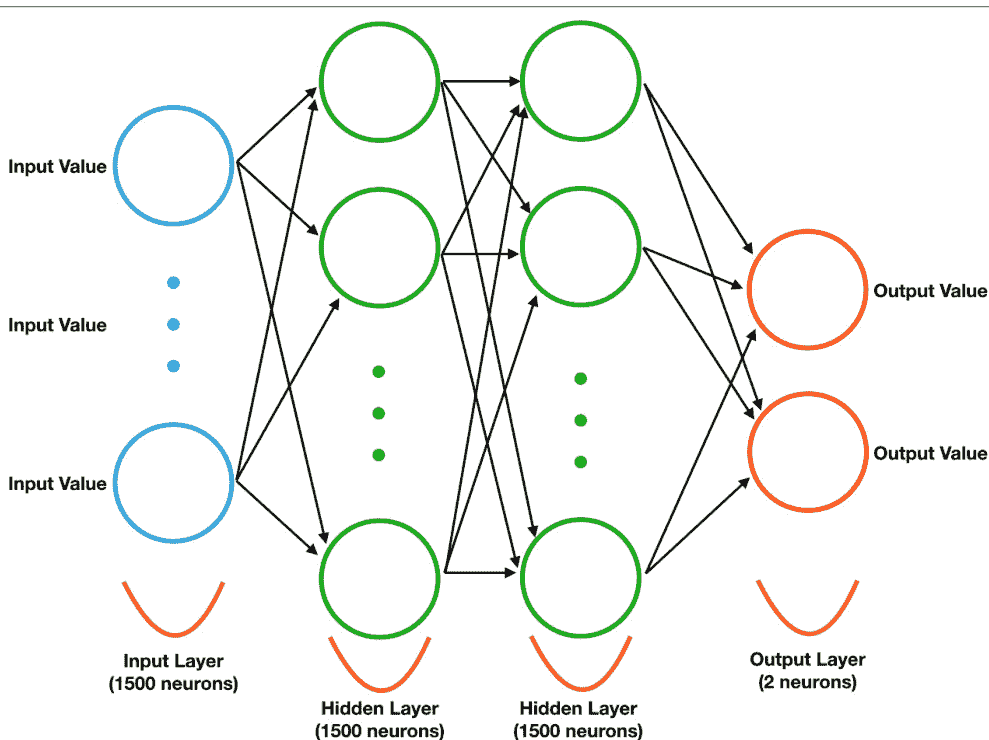 Input Value
Input Value
Input Value
Output Value
Output Value
Input Layer
(1500 neurons)
Hidden Layer
(1500 neurons)
Hidden Layer
(1500 neurons)
Output Layer
(2 neurons)